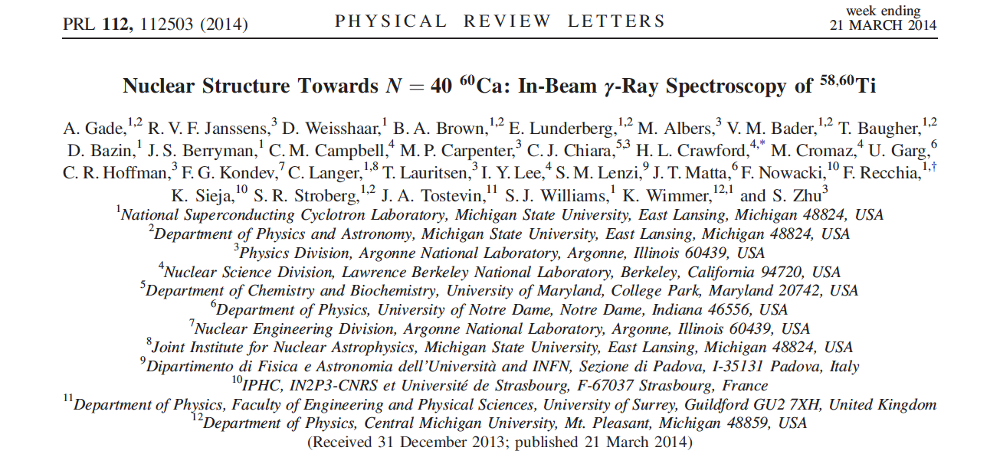 PRL 112, 112503 (2014)
PHYSICAL REVIEW LETTERS
week ending
21 MARCH 2014
Nuclear Structure Towards N = 40 ⁶⁰Ca: In-Beam γ-Ray Spectroscopy of ⁵⁸,⁶⁰Ti
A. Gade,¹,² R. V. F. Janssens,³ D. Weisshaar,¹ B. A. Brown,¹,² E. Lunderberg,¹,² M. Albers,³ V. M. Bader,¹,² T. Baugher,¹,²
D. Bazin,¹ J. S. Berryman,¹ C. M. Campbell,⁴ M. P. Carpenter,³ C. J. Chiara,⁵,³ H. L. Crawford,⁴,* M. Cromaz,⁴ U. Garg,⁶
C. R. Hoffman,³ F. G. Kondev,⁷ C. Langer,¹,⁸ T. Lauritsen,³ I. Y. Lee,⁴ S. M. Lenzi,⁹ J. T. Matta,⁶ F. Nowacki,¹⁰ F. Recchia,¹,†
K. Sieja,¹⁰ S. R. Stroberg,¹,² J. A. Tostevin,¹¹ S. J. Williams,¹ K. Wimmer,¹²,¹ and S. Zhu³
¹National Superconducting Cyclotron Laboratory, Michigan State University, East Lansing, Michigan 48824, USA
²Department of Physics and Astronomy, Michigan State University, East Lansing, Michigan 48824, USA
³Physics Division, Argonne National Laboratory, Argonne, Illinois 60439, USA
⁴Nuclear Science Division, Lawrence Berkeley National Laboratory, Berkeley, California 94720, USA
⁵Department of Chemistry and Biochemistry, University of Maryland, College Park, Maryland 20742, USA
⁶Department of Physics, University of Notre Dame, Notre Dame, Indiana 46556, USA
⁷Nuclear Engineering Division, Argonne National Laboratory, Argonne, Illinois 60439, USA
⁸Joint Institute for Nuclear Astrophysics, Michigan State University, East Lansing, Michigan 48824, USA
⁹Dipartimento di Fisica e Astronomia dell'Università and INFN, Sezione di Padova, I-35131 Padova, Italy
¹⁰IPHC, IN2P3-CNRS et Université de Strasbourg, F-67037 Strasbourg, France
¹¹Department of Physics, Faculty of Engineering and Physical Sciences, University of Surrey, Guildford GU2 7XH, United Kingdom
¹²Department of Physics, Central Michigan University, Mt. Pleasant, Michigan 48859, USA
(Received 31 December 2013; published 21 March 2014)